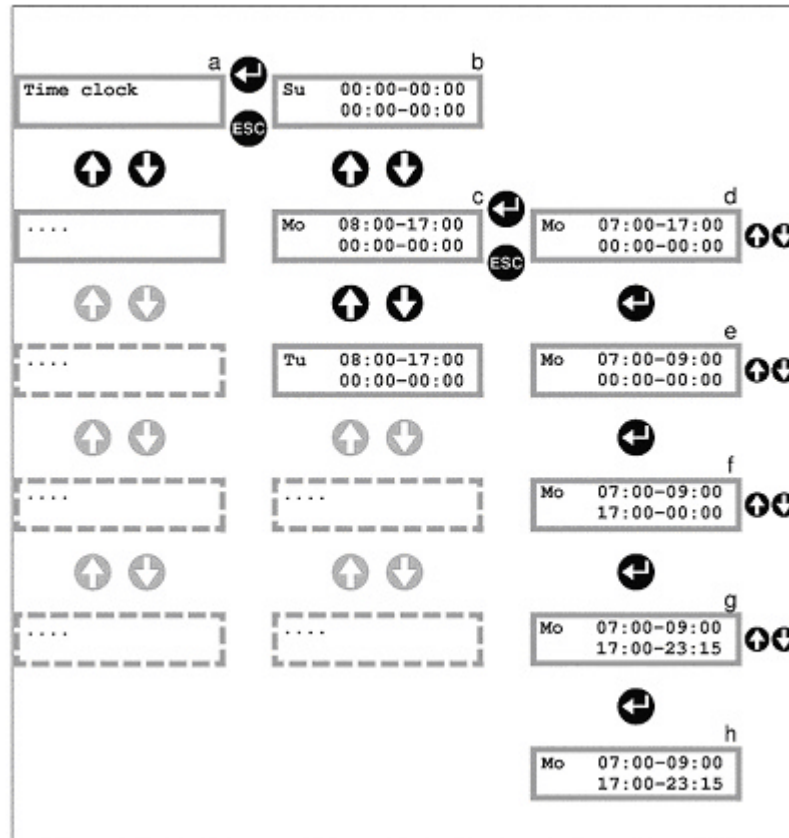 a
b
Time clock
Su 00:00-00:00
00:00-00:00
ESC
c
d
....
Mo 08:00-17:00
00:00-00:00
ESC
Mo 07:00-17:00
00:00-00:00
e
....
Tu 08:00-17:00
00:00-00:00
Mo 07:00-09:00
00:00-00:00
f
....
....
Mo 07:00-09:00
17:00-00:00
g
....
....
Mo 07:00-09:00
17:00-23:15
h
Mo 07:00-09:00
17:00-23:15